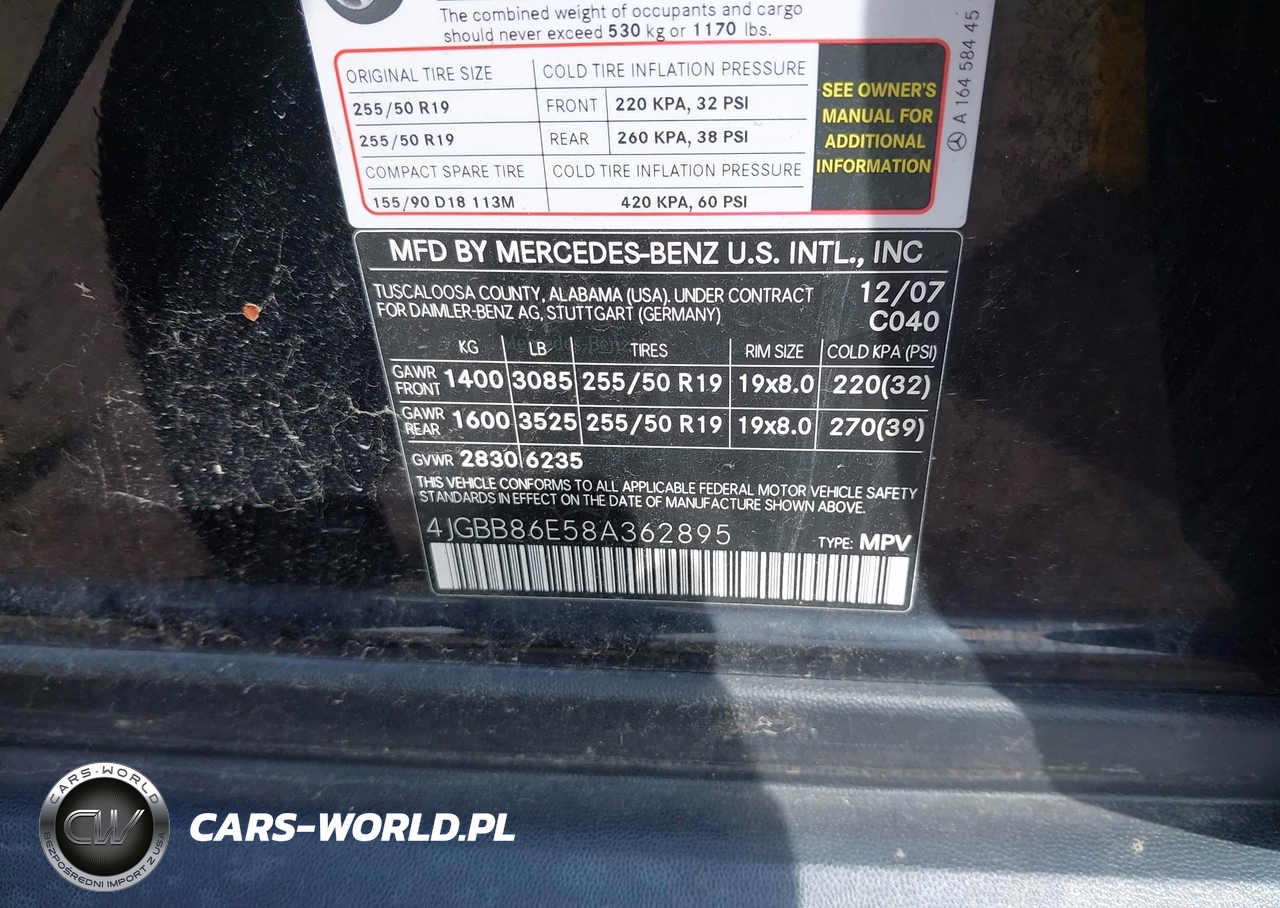 The combined weight of occupants and cargo
should never exceed 530 kg or 1170 lbs.
ORIGINAL TIRE SIZE COLD TIRE INFLATION PRESSURE
255/50 R19 FRONT 220 KPA, 32 PSI
255/50 R19 REAR 260 KPA, 38 PSI
COMPACT SPARE TIRE COLD TIRE INFLATION PRESSURE
155/90 D18 113M 420 KPA, 60 PSI
SEE OWNER'S
MANUAL FOR
ADDITIONAL
INFORMATION
A 164 584 45
MFD BY MERCEDES-BENZ U.S. INTL., INC
TUSCALOOSA COUNTY, ALABAMA (USA). UNDER CONTRACT 12/07
FOR DAIMLER-BENZ AG, STUTTGART (GERMANY) C040
KG LB TIRES RIM SIZE COLD KPA (PSI)
GAWR FRONT 1400 3085 255/50 R19 19x8.0 220(32)
GAWR REAR 1600 3525 255/50 R19 19x8.0 270(39)
GVWR 2830 6235
THIS VEHICLE CONFORMS TO ALL APPLICABLE FEDERAL MOTOR VEHICLE SAFETY
STANDARDS IN EFFECT ON THE DATE OF MANUFACTURE SHOWN ABOVE.
4JGBB86E58A362895 TYPE: MPV
CARS-WORLD
CW
BEZPOŚREDNI IMPORT Z USA
CARS-WORLD.PL